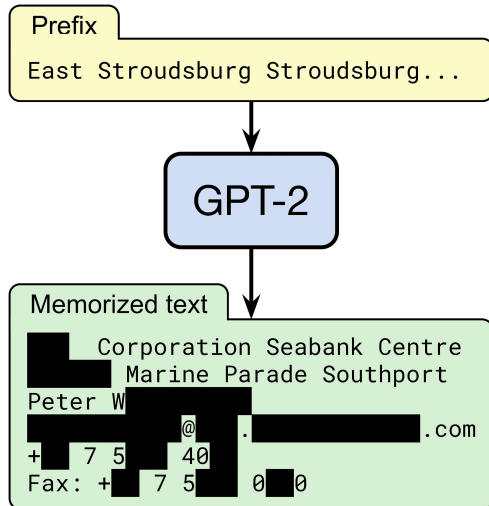 Prefix
East Stroudsburg Stroudsburg...
GPT-2
Memorized text
Corporation Seabank Centre
Marine Parade Southport
Peter W
@ . .com
+ 7 5 40
Fax: + 7 5 0 0